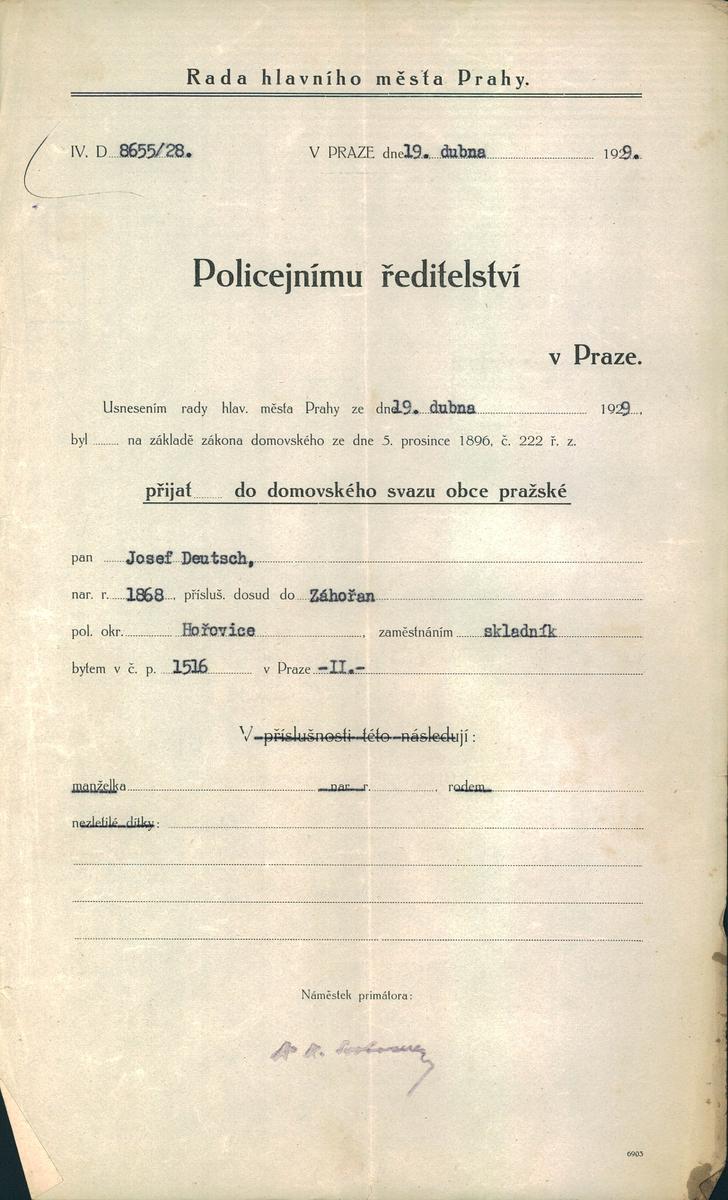 Rada hlavního města Prahy.
IV. D 8655/28. V PRAZE dne 19. dubna 1929.
Policejnímu ředitelství
v Praze.
Usnesením rady hlav. města Prahy ze dne 19. dubna 1929,
byl na základě zákona domovského ze dne 5. prosince 1896, č. 222 ř. z.
přijat do domovského svazu obce pražské
pan Josef Deutsch,
nar. r. 1868, přísluš. dosud do Záhořan
pol. okr. Hořovice, zaměstnáním skladník
bytem v č. p. 1516 v Praze -II.-
V příslušnosti této následují:
manželka nar. r. , rodem
nezletilé dítky:
Náměstek primátora:
6903